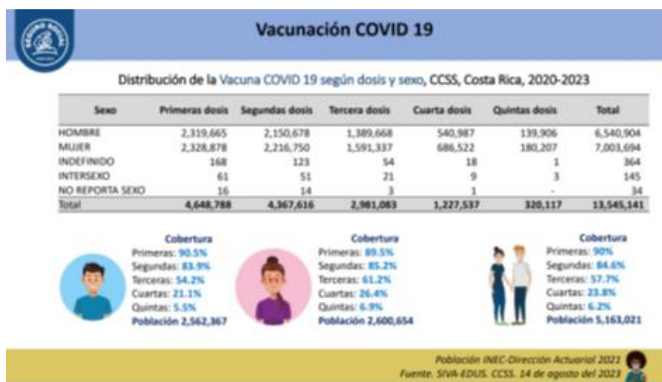 SEGURO SOCIAL
Vacunación COVID 19
Distribución de la Vacuna COVID 19 según dosis y sexo, CCSS, Costa Rica, 2020-2023
Sexo Primeras dosis Segundas dosis Tercera dosis Cuarta dosis Quintas dosis Total
HOMBRE 2,319,665 2,150,678 1,389,668 540,987 139,906 6,540,904
MUJER 2,328,878 2,216,750 1,591,337 686,522 180,207 7,003,694
INDEFINIDO 168 123 54 18 1 364
INTERSEXO 61 51 21 9 3 145
NO REPORTA SEXO 16 14 3 1 - 34
Total 4,648,788 4,367,616 2,981,083 1,227,537 320,117 13,545,141
Cobertura
Primeras: 90.5%
Segundas: 83.9%
Terceras: 54.2%
Cuartas: 21.1%
Quintas: 5.5%
Población 2,562,367
Cobertura
Primeras: 89.5%
Segundas: 85.2%
Terceras: 61.2%
Cuartas: 26.4%
Quintas: 6.9%
Población 2,600,654
Cobertura
Primeras: 90%
Segundas: 84.6%
Terceras: 57.7%
Cuartas: 23.8%
Quintas: 6.2%
Población 5,163,021
Población INEC-Dirección Actuarial 2021
Fuente. SIVA-EDUS. CCSS. 14 de agosto del 2023